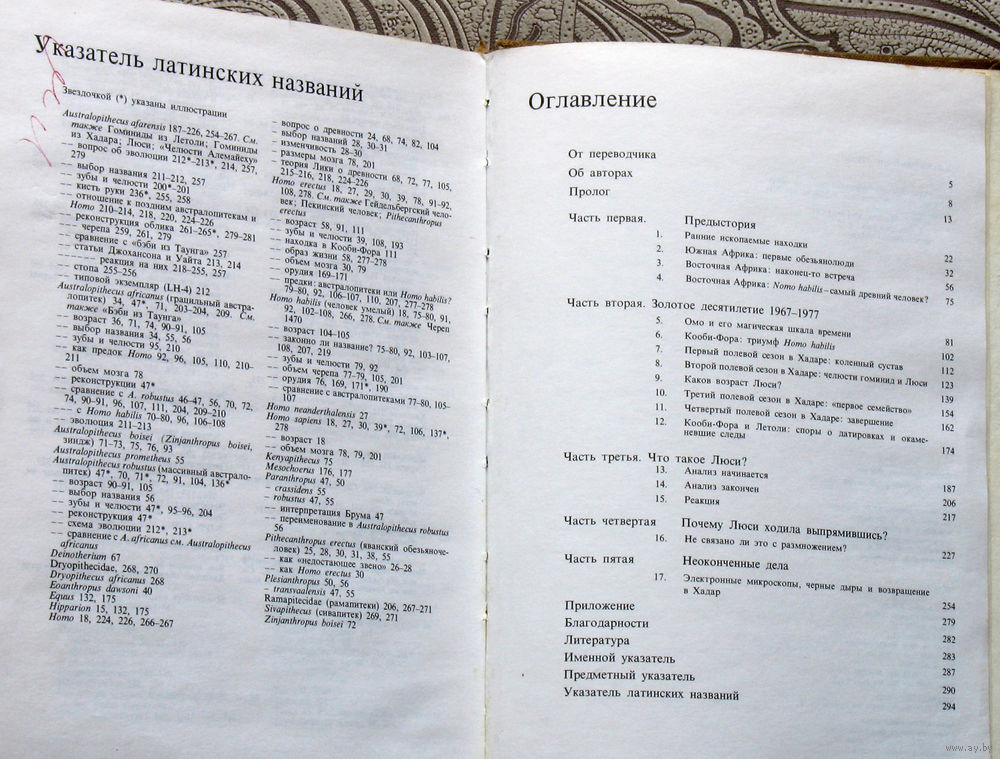 Указатель латинских названий
Звездочкой (*) указаны иллюстрации
Australopithecus afarensis 187–226, 254–267. См.
также Гоминиды из Летоли; Гоминиды
из Хадара; Люси; «Челюсти Алемайеху»
– – вопрос об эволюции 212*–213*, 214, 257,
279
– – выбор названия 211–212, 257
– – зубы и челюсти 200*–201
– – кисть руки 236*, 255, 258
– – отношение к поздним австралопитекам и
Homo 210–214, 218, 220, 224–226
– – реконструкция облика 261–265*, 279–281
– – – черепа 259, 261, 279
– – сравнение с «бэби из Таунга» 257
– – статьи Джохансона и Уайта 213, 214
– – – – – – реакция на них 218–255, 257
– – стопа 255–256
– – типовой экземпляр (LH-4) 212
Australopithecus africanus (грацильный австра-
лопитек) 34, 47*, 71, 203–204, 209. См.
также «Бэби из Таунга»
– – возраст 36, 71, 74, 90–91, 105
– – выбор названия 34, 55, 56
– – зубы и челюсти 95, 210
– – как предок Homo 92, 96, 105, 110, 210–
211
– – объем мозга 78
– – реконструкции 47*
– – сравнение с A. robustus 46–47, 56, 70, 72,
74, 90–91, 96, 107, 111, 204, 209–210
– – – с Homo habilis 70–80, 96, 106–108
– – эволюция 211–213
Australopithecus boisei (Zinjanthropus boisei,
зиндж) 71–73, 75, 76, 93
Australopithecus prometheus 55
Australopithecus robustus (массивный австрало-
питек) 47*, 70, 71*, 72, 91, 104, 136*
– – возраст 90–91, 105
– – выбор названия 56
– – зубы и челюсти 47*, 95–96, 204
– – реконструкция 47*
– – схема эволюции 212*, 213*
– – сравнение с A. africanus см. Australopithecus
africanus
Deinotherium 67
Dryopithecidae, 268, 270
Dryopithecus africanus 268
Eoanthropus dawsoni 40
Equus 132, 175
Hipparion 15, 132, 175
Homo 18, 224, 226, 266–267
– вопрос о древности 24, 68, 74, 82, 104
– выбор названий 28, 30–31
– изменчивость 28–30
– размеры мозга 78, 201
– теория Лики о древности 68, 72, 77, 105,
215–216, 218, 224–226
Homo erectus 18, 27, 29, 30, 39, 78, 91–92,
108, 278. См. также Гейдельбергский чело-
век; Пекинский человек; Pithecanthropus
erectus
– – возраст 58, 91, 111
– – зубы и челюсти 39, 108, 193
– – находка в Кооби-Фора 111
– – образ жизни 58, 277–278
– – объем мозга 30, 79
– – орудия 169–171
– – предки: австралопитеки или Homo habilis?
79–80, 92, 106–107, 110, 207, 277–278
Homo habilis (человек умелый) 18, 75–80, 91,
92, 102–108, 266, 278. См. также Череп
1470
– – возраст 104–105
– – законно ли название? 75–80, 92, 103–107,
108, 207, 219
– – зубы и челюсти 79, 92
– – объем черепа 77–79, 105, 201
– – орудия 76, 169, 171*, 190
– – сравнение с австралопитеками 77–80, 105–
107
Homo neanderthalensis 27
Homo sapiens 18, 27, 30, 39*, 72, 106, 137*,
278
– – возраст 18
– – объем мозга 78, 79, 201
Kenyapithecus 75
Mesochoerus 176, 177
Paranthropus 47, 50
– crassidens 55
– robustus 47, 55
– – интерпретация Брума 47
– – переименование в Australopithecus robustus
56
Pithecanthropus erectus (яванский обезьяноче-
ловек) 25, 28, 30, 31, 38, 55
– – как «недостающее звено» 26–28
– – как Homo erectus 30
Plesianthropus 50, 56
– transvaalensis 47, 55
Ramapitecidae (рамапитеки) 206, 267–271
Sivapithecus (сивапитек) 269, 271
Zinjanthropus boisei 72
Оглавление
От переводчика 5
Об авторах 8
Пролог 13
Часть первая. Предыстория
1. Ранние ископаемые находки 22
2. Южная Африка: первые обезьянолюди 32
3. Восточная Африка: наконец-то встреча 56
4. Восточная Африка: Homo habilis – самый древний человек? 75
Часть вторая. Золотое десятилетие 1967–1977
5. Омо и его магическая шкала времени 81
6. Кооби-Фора: триумф Homo habilis 102
7. Первый полевой сезон в Хадаре: коленный сустав 112
8. Второй полевой сезон в Хадаре: челюсти гоминид и Люси 123
9. Каков возраст Люси? 139
10. Третий полевой сезон в Хадаре: «первое семейство» 154
11. Четвертый полевой сезон в Хадаре: завершение 162
12. Кооби-Фора и Летоли: споры о датировках и окаме-
невшие следы 174
Часть третья. Что такое Люси?
13. Анализ начинается 187
14. Анализ закончен 206
15. Реакция 217
Часть четвертая Почему Люси ходила выпрямившись?
16. Не связано ли это с размножением? 227
Часть пятая Неоконченные дела
17. Электронные микроскопы, черные дыры и возвращение
в Хадар 254
Приложение 279
Благодарности 282
Литература 283
Именной указатель 287
Предметный указатель 290
Указатель латинских названий 294
www.ay.by